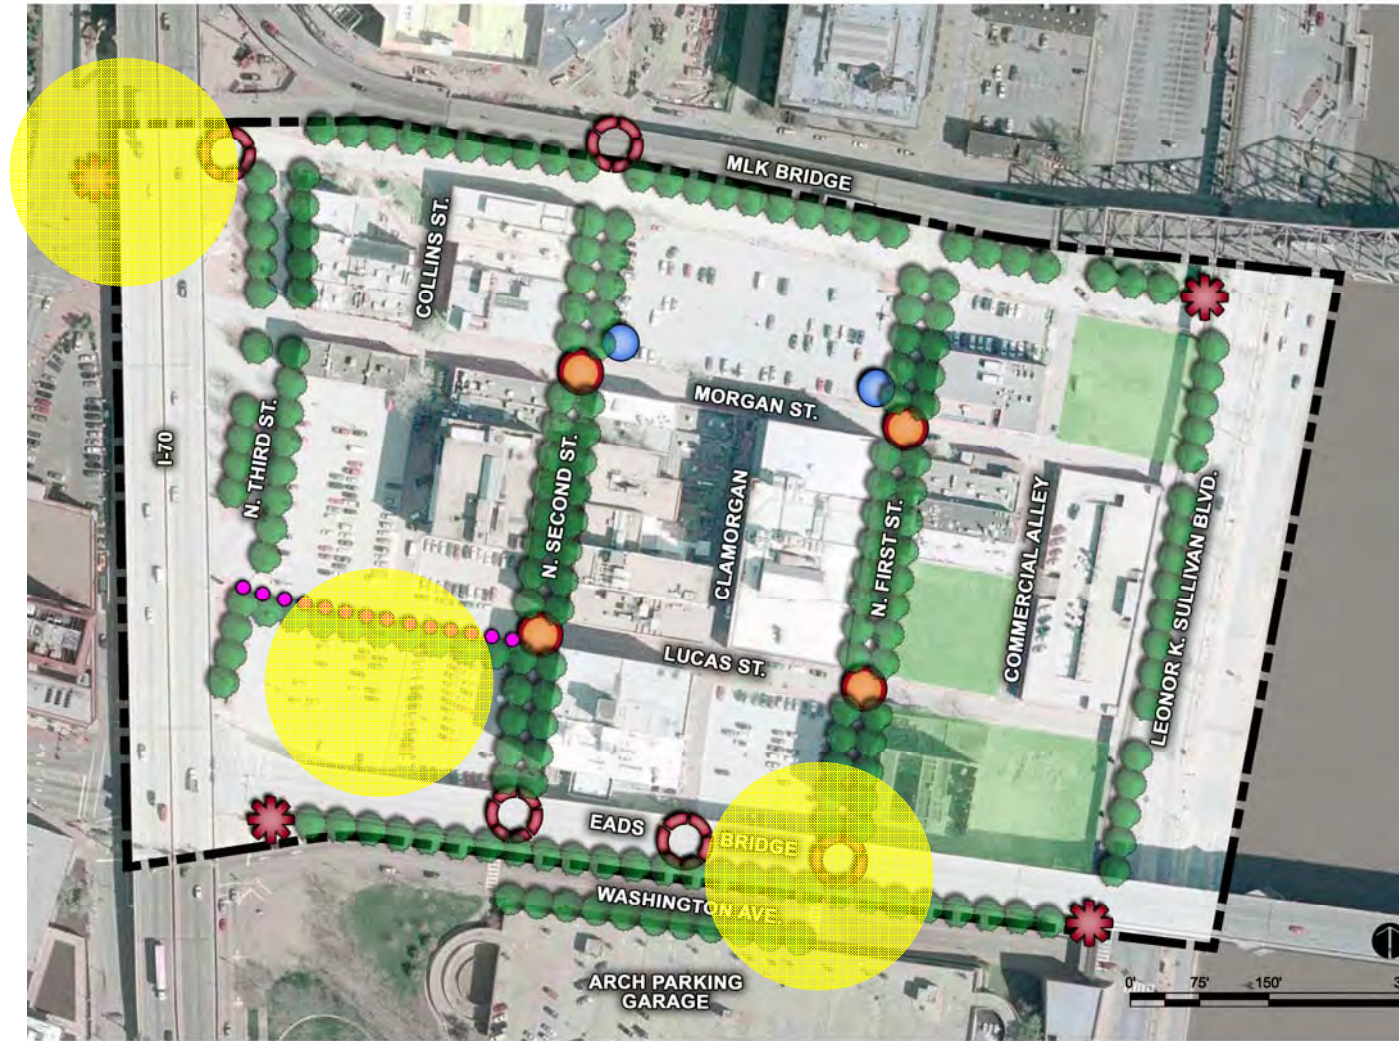 MLK BRIDGE
COLLINS ST.
MORGAN ST.
I-70
N. THIRD ST.
N. SECOND ST.
CLAMORGAN
N. FIRST ST.
COMMERCIAL ALLEY
LEONOR K. SULLIVAN BLVD.
LUCAS ST.
EADS BRIDGE
WASHINGTON AVE
ARCH PARKING
GARAGE
0' 75' 150' 3